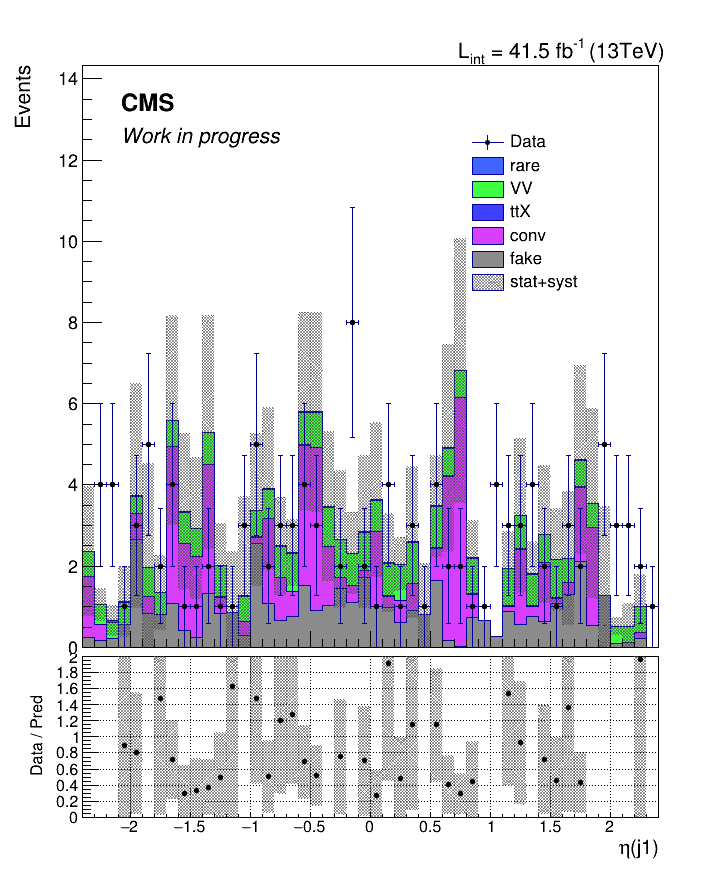 L_int = 41.5 fb^-1 (13TeV)
Events
14
12
10
8
6
4
2
0
CMS
Work in progress
Data
rare
VV
ttX
conv
fake
stat+syst
Data / Pred
2
1.8
1.6
1.4
1.2
1
0.8
0.6
0.4
0.2
0
−2 −1.5 −1 −0.5 0 0.5 1 1.5 2
η(j1)